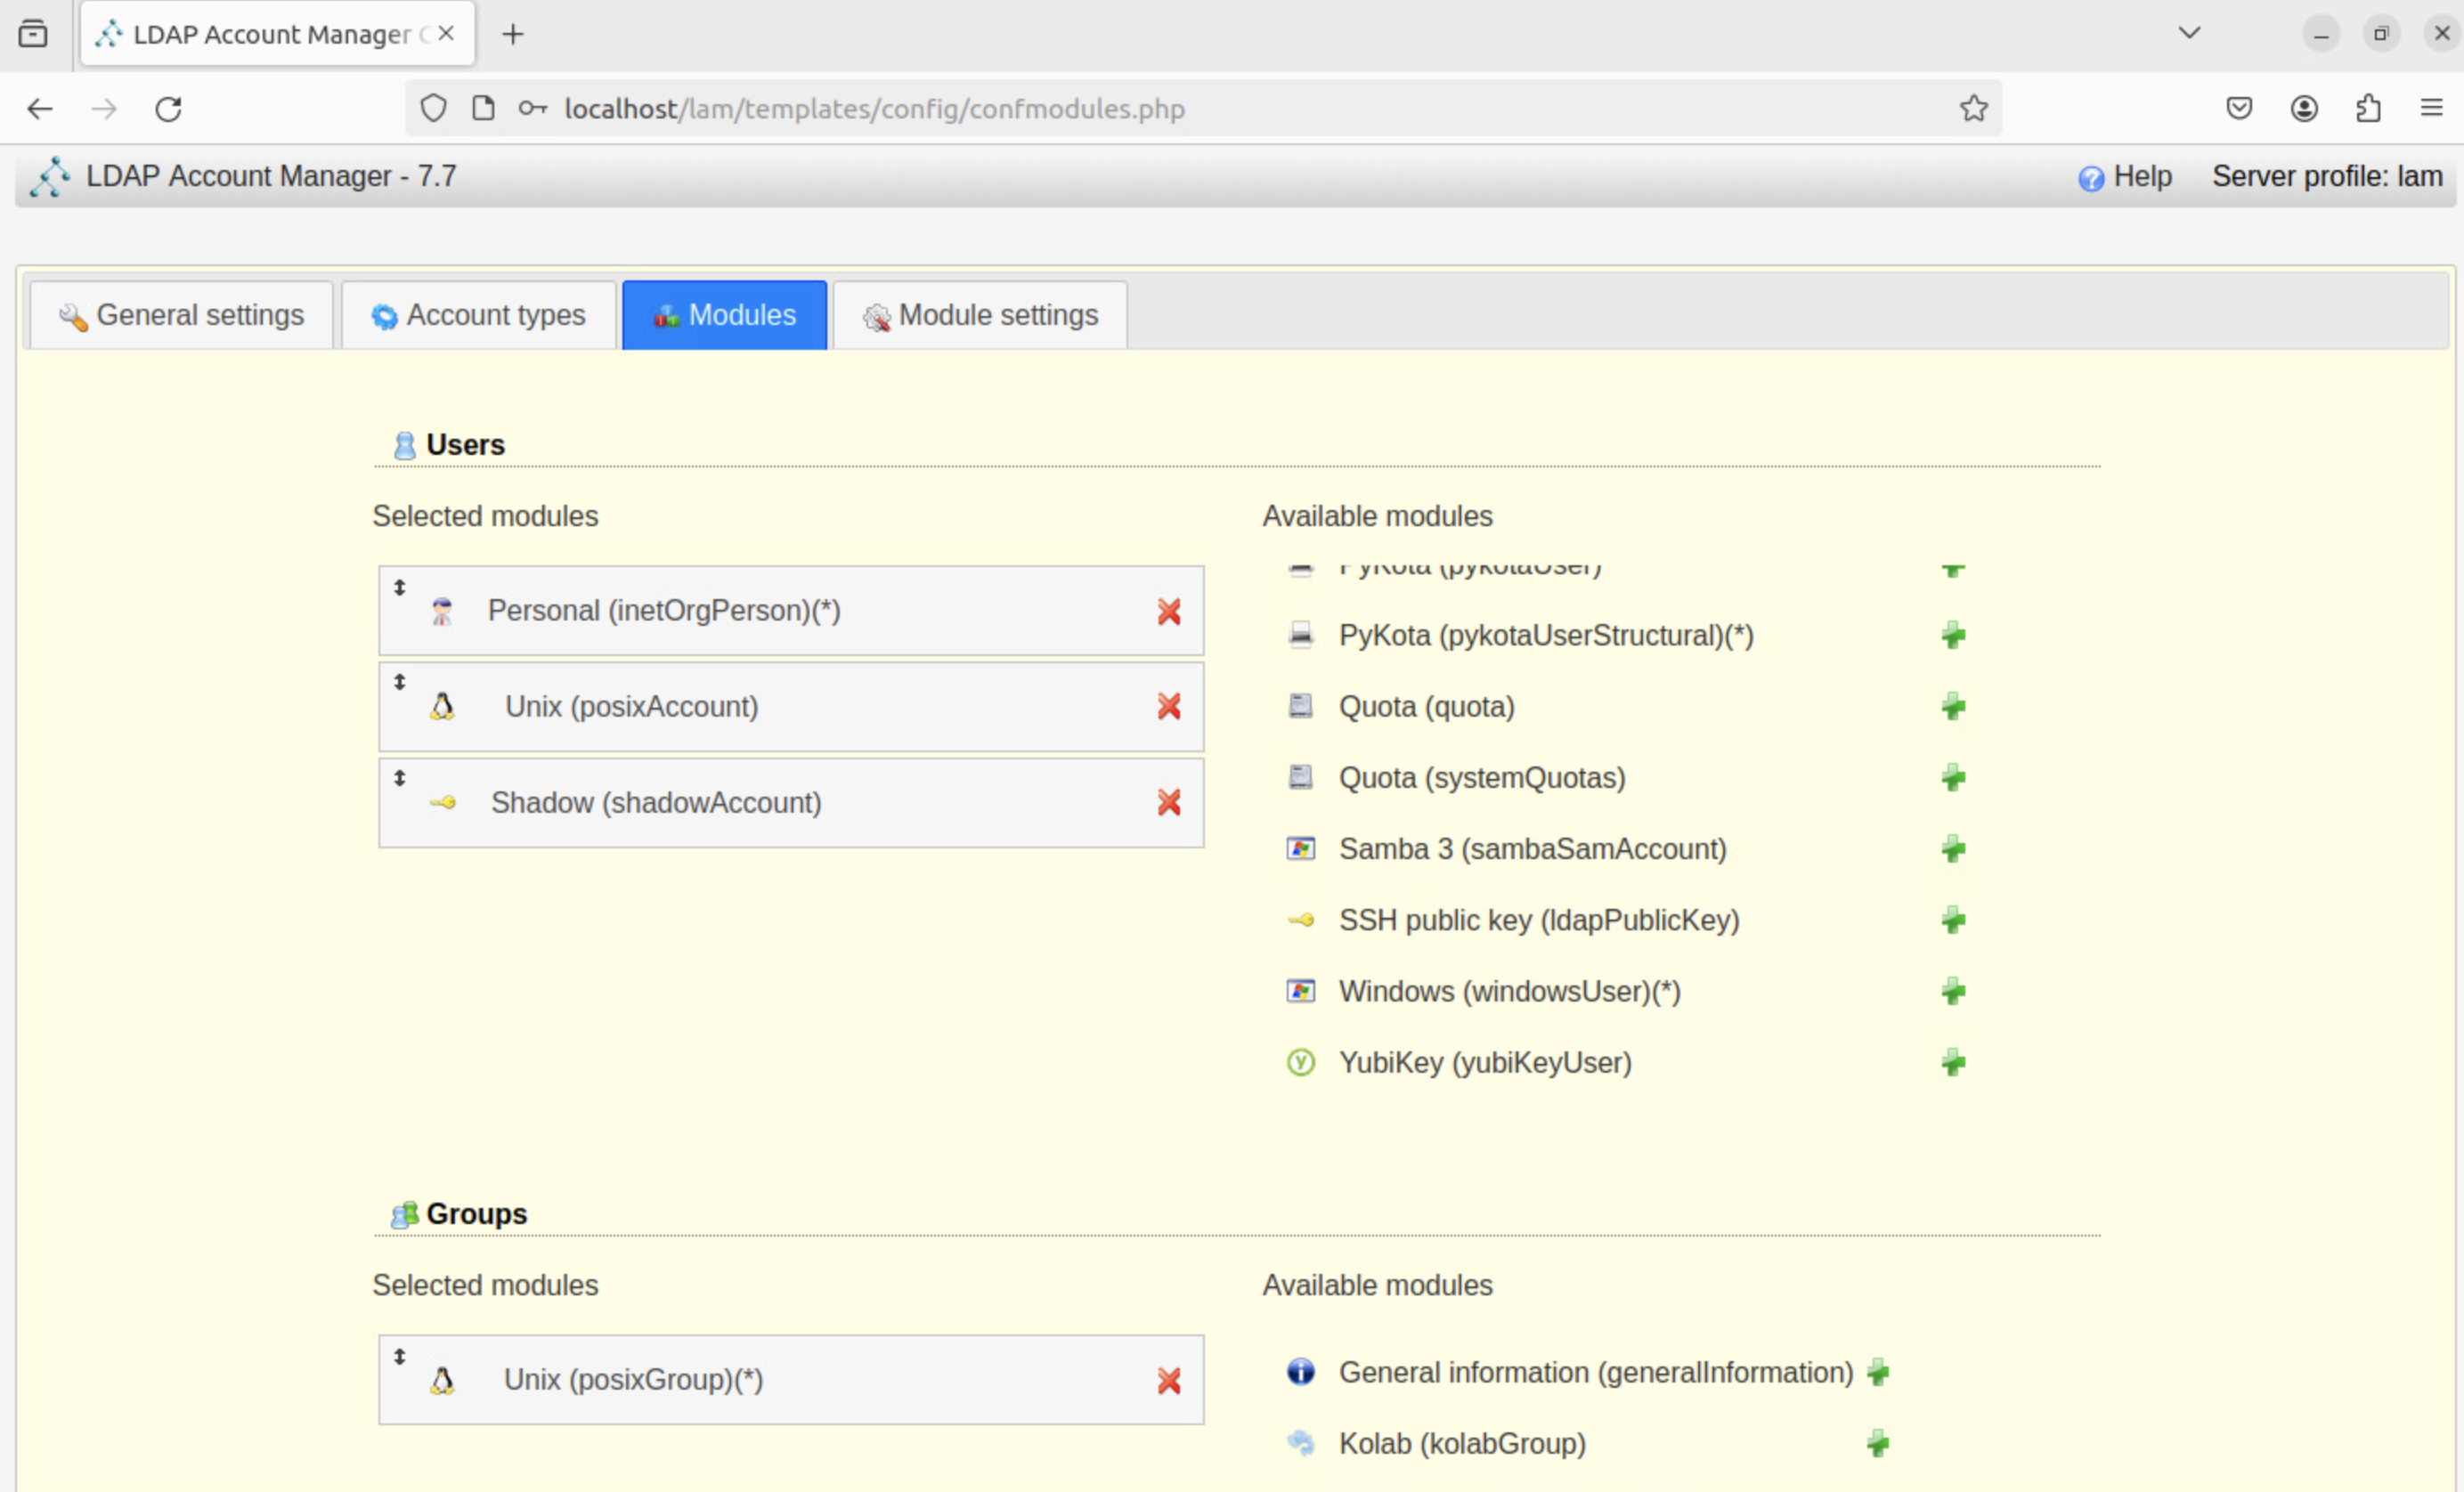 LDAP Account Manager C
localhost/lam/templates/config/confmodules.php
LDAP Account Manager - 7.7
Help Server profile: lam
General settings Account types Modules Module settings
Users
Selected modules Available modules
PyKota (pykotaUser)
Personal (inetOrgPerson)(*)
PyKota (pykotaUserStructural)(*)
Unix (posixAccount)
Quota (quota)
Quota (systemQuotas)
Shadow (shadowAccount)
Samba 3 (sambaSamAccount)
SSH public key (ldapPublicKey)
Windows (windowsUser)(*)
YubiKey (yubiKeyUser)
Groups
Selected modules Available modules
Unix (posixGroup)(*)
General information (generalInformation)
Kolab (kolabGroup)